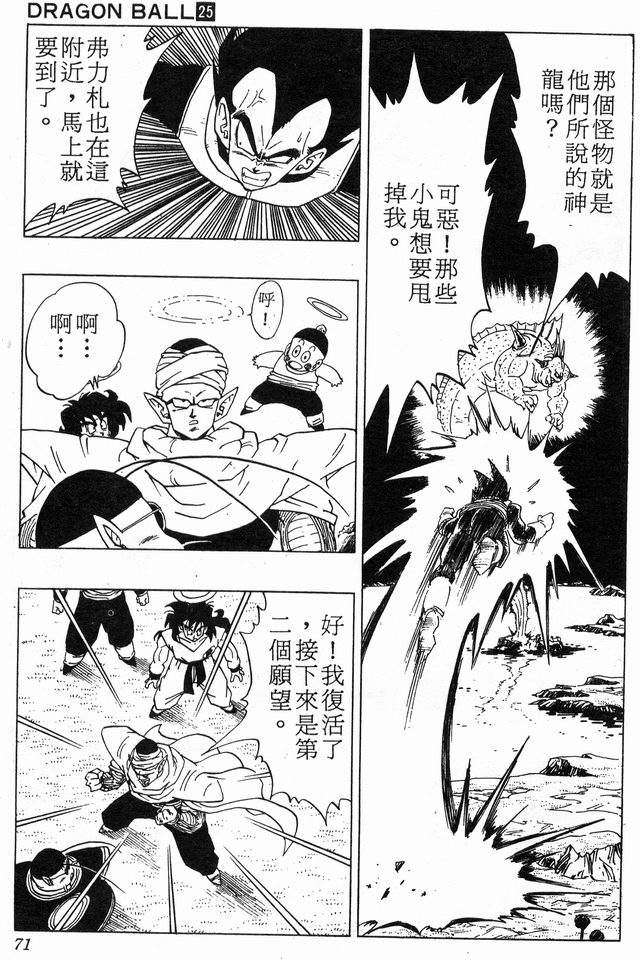 DRAGON BALL 25
那個怪物就是
他們所說的神
龍嗎？
可惡！那些
小鬼想要甩
掉我。
弗力札也在這
附近，馬上就
要到了。
呼！
啊…
啊…
好！我復活了
，接下來是第
二個願望。
71